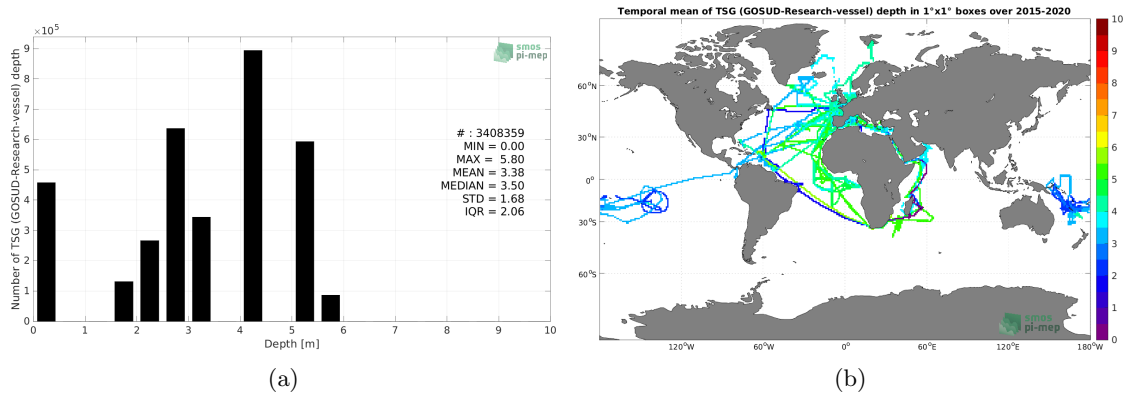 ×10⁵
9
8
7
6
5
4
3
2
1
0
Number of TSG (GOSUD-Research-vessel) depth
0 1 2 3 4 5 6 7 8 9 10
Depth [m]
smos
pi-mep
# : 3408359
MIN = 0.00
MAX = 5.80
MEAN = 3.38
MEDIAN = 3.50
STD = 1.68
IQR = 2.06
(a)
Temporal mean of TSG (GOSUD-Research-vessel) depth in 1°x1° boxes over 2015-2020
60°N
30°N
0°
30°S
60°S
120°W 60°W 0° 60°E 120°E 180°W
smos
pi-mep
10
9
8
7
6
5
4
3
2
1
0
(b)